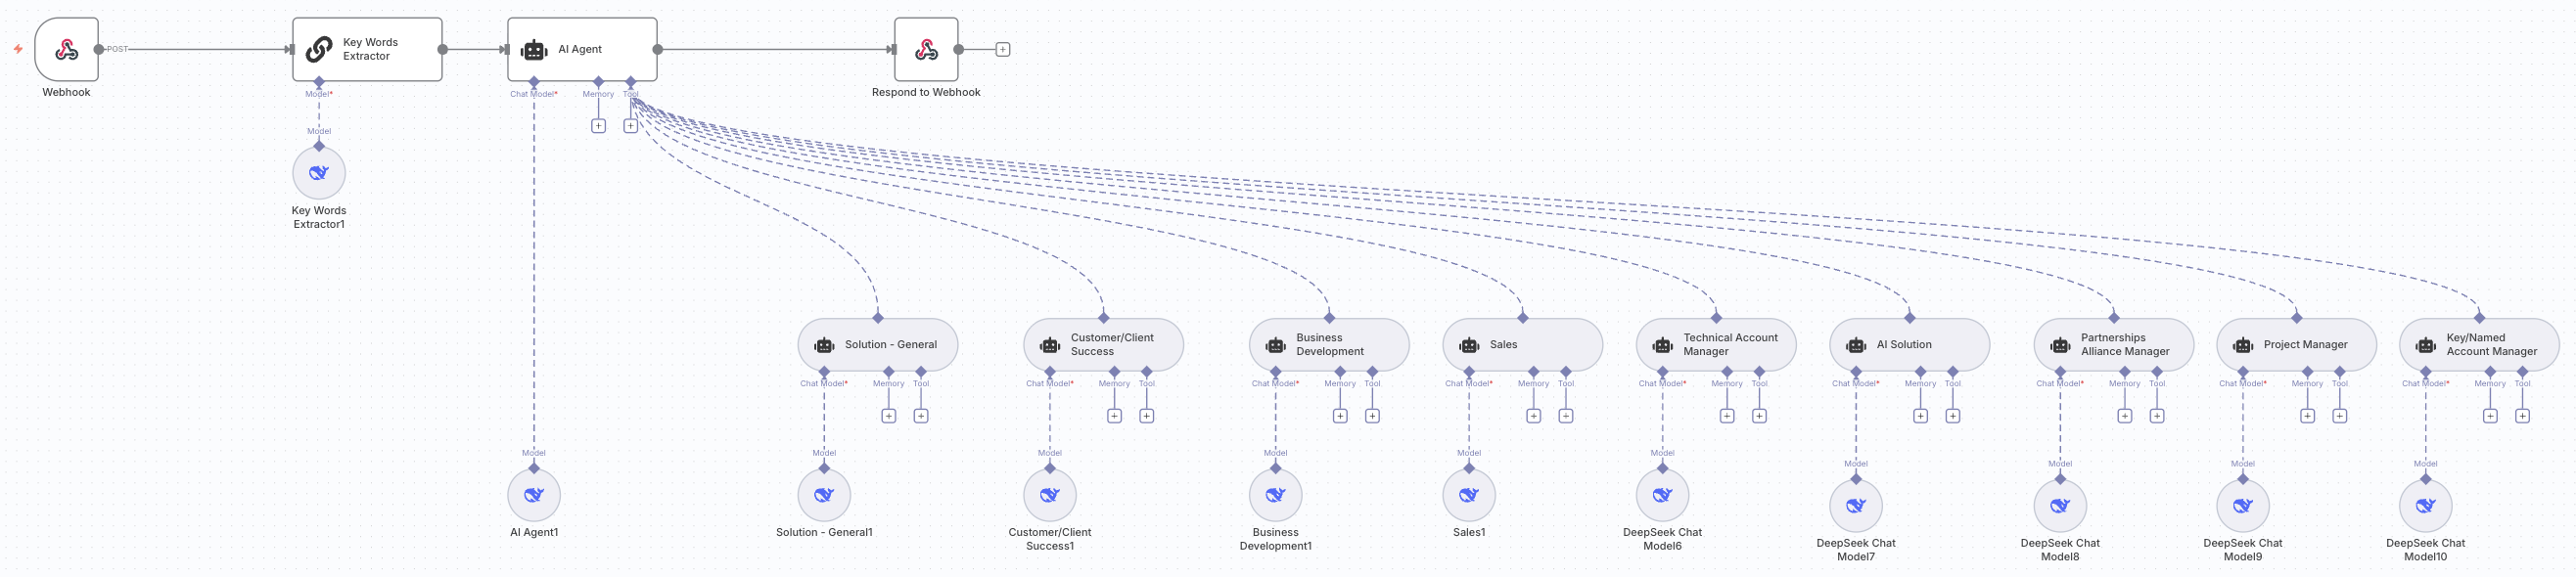 POST
Webhook
Key Words
Extractor
Model*
Model
Key Words
Extractor1
AI Agent
Chat Model*
Memory
Tool
Model
AI Agent1
Respond to Webhook
Solution - General
Chat Model*
Memory
Tool
Model
Solution - General1
Customer/Client
Success
Chat Model*
Memory
Tool
Model
Customer/Client
Success1
Business
Development
Chat Model*
Memory
Tool
Model
Business
Development1
Sales
Chat Model*
Memory
Tool
Model
Sales1
Technical Account
Manager
Chat Model*
Memory
Tool
Model
DeepSeek Chat
Model6
AI Solution
Chat Model*
Memory
Tool
Model
DeepSeek Chat
Model7
Partnerships
Alliance Manager
Chat Model*
Memory
Tool
Model
DeepSeek Chat
Model8
Project Manager
Chat Model*
Memory
Tool
Model
DeepSeek Chat
Model9
Key/Named
Account Manager
Chat Model*
Memory
Tool
Model
DeepSeek Chat
Model10